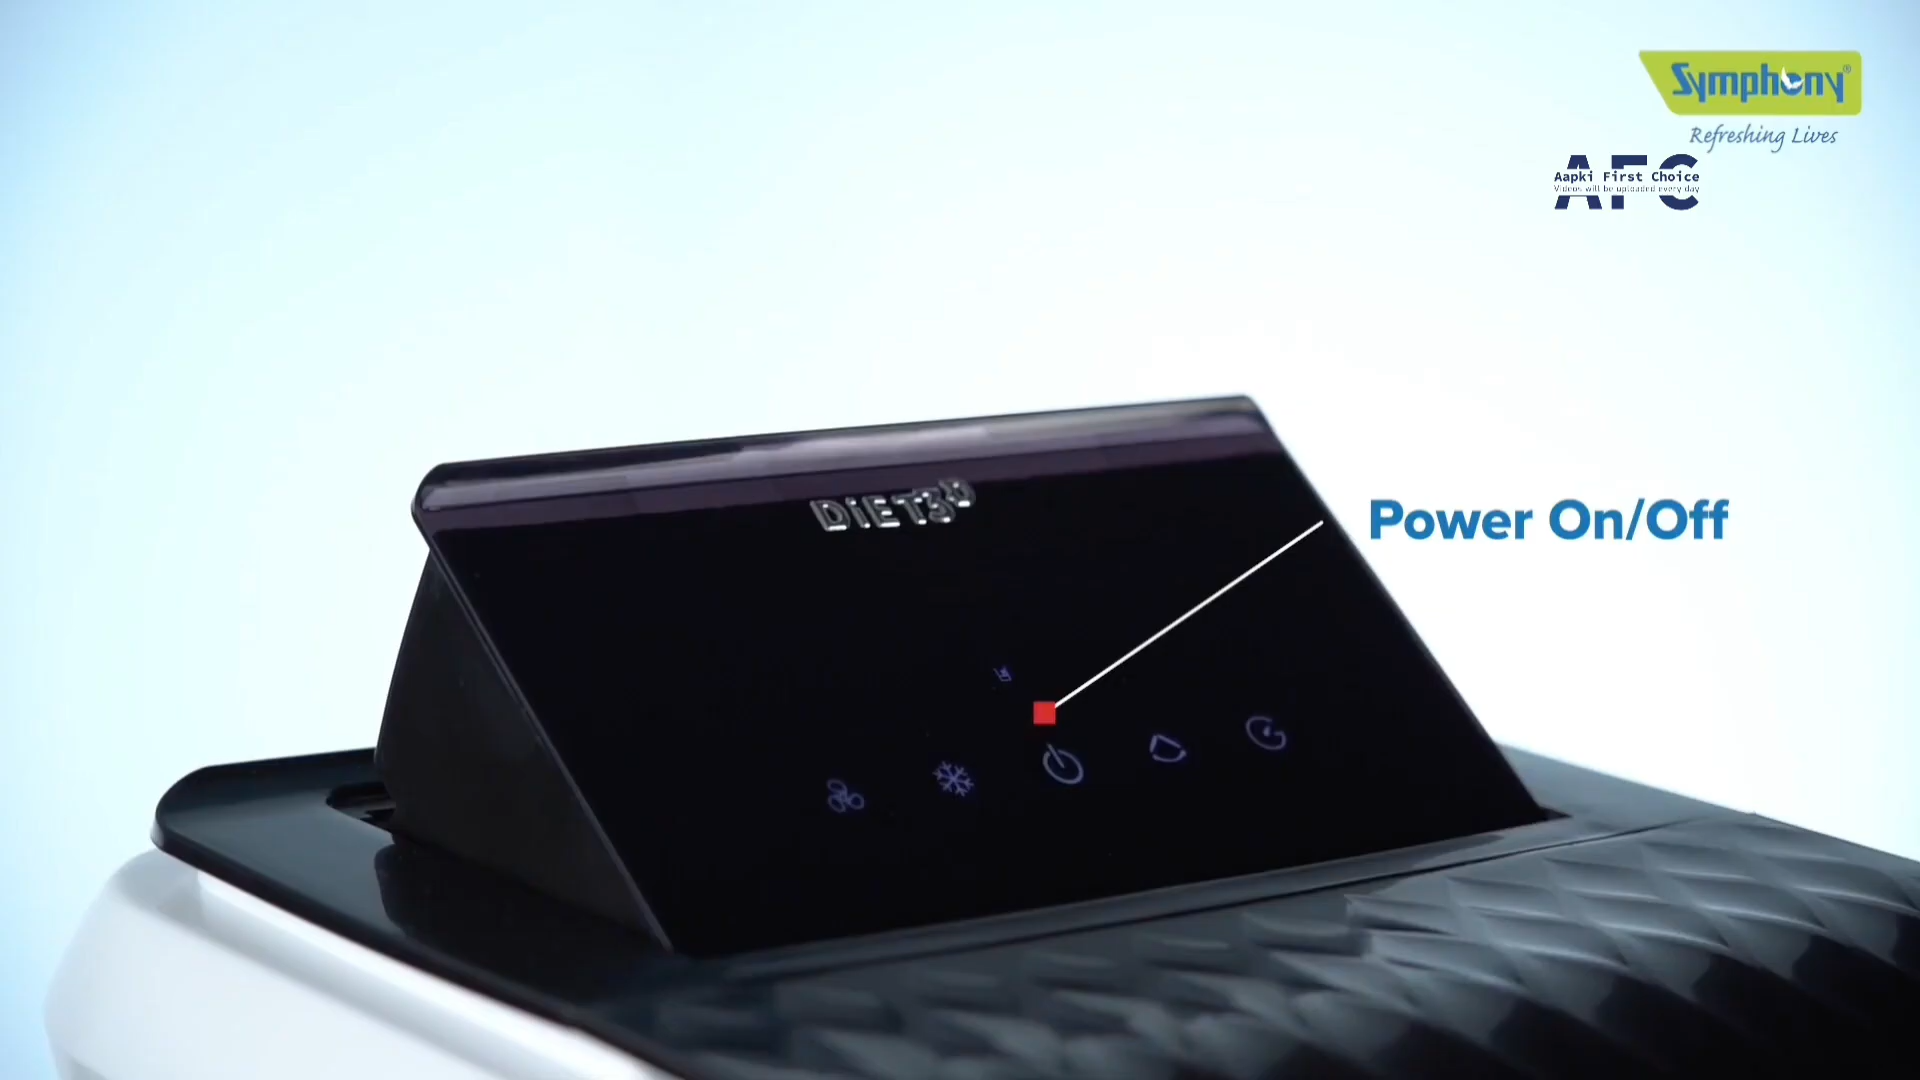 Symphony®
Refreshing Lives
AFC
Aapki First Choice
Videos will be uploaded every day
DiET3D
Power On/Off